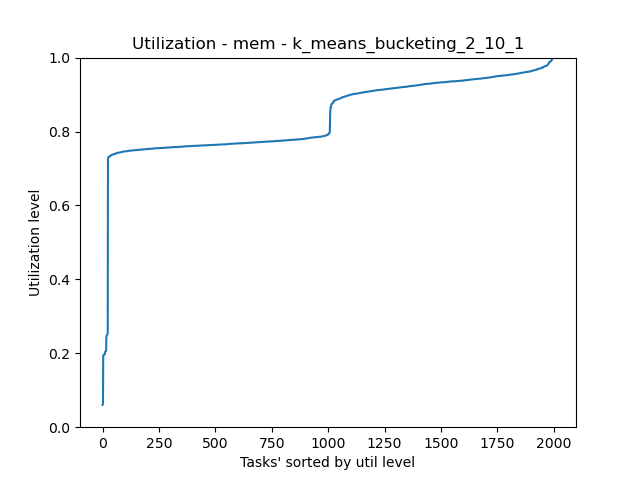 Utilization - mem - k_means_bucketing_2_10_1
1.0
0.8
0.6
0.4
0.2
0.0
Utilization level
0 250 500 750 1000 1250 1500 1750 2000
Tasks' sorted by util level